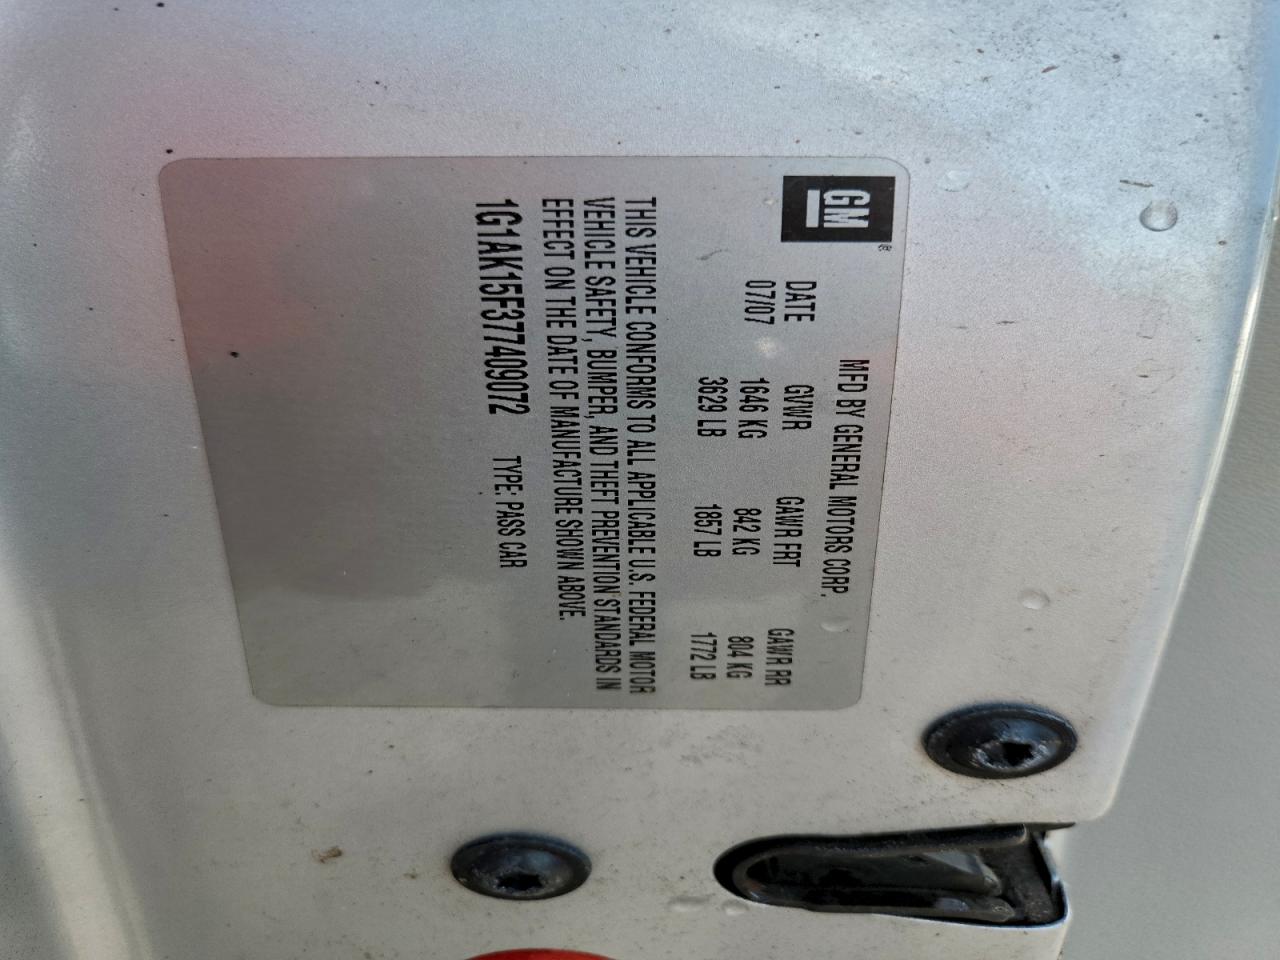 GM®
MFD BY GENERAL MOTORS CORP.
DATE GVWR GAWR FRT GAWR RR
07/07 1646 KG 842 KG 804 KG
3629 LB 1857 LB 1772 LB
THIS VEHICLE CONFORMS TO ALL APPLICABLE U.S. FEDERAL MOTOR
VEHICLE SAFETY, BUMPER, AND THEFT PREVENTION STANDARDS IN
EFFECT ON THE DATE OF MANUFACTURE SHOWN ABOVE.
1G1AK15F377409072 TYPE: PASS CAR